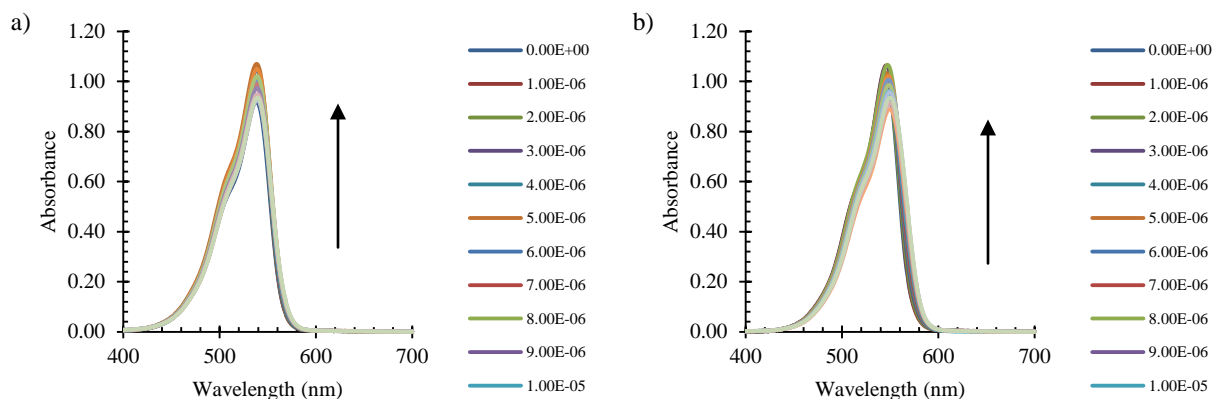 a)
Absorbance
1.20
1.00
0.80
0.60
0.40
0.20
0.00
400
500
600
700
Wavelength (nm)
0.00E+00
1.00E-06
2.00E-06
3.00E-06
4.00E-06
5.00E-06
6.00E-06
7.00E-06
8.00E-06
9.00E-06
1.00E-05
b)
Absorbance
1.20
1.00
0.80
0.60
0.40
0.20
0.00
400
500
600
700
Wavelength (nm)
0.00E+00
1.00E-06
2.00E-06
3.00E-06
4.00E-06
5.00E-06
6.00E-06
7.00E-06
8.00E-06
9.00E-06
1.00E-05